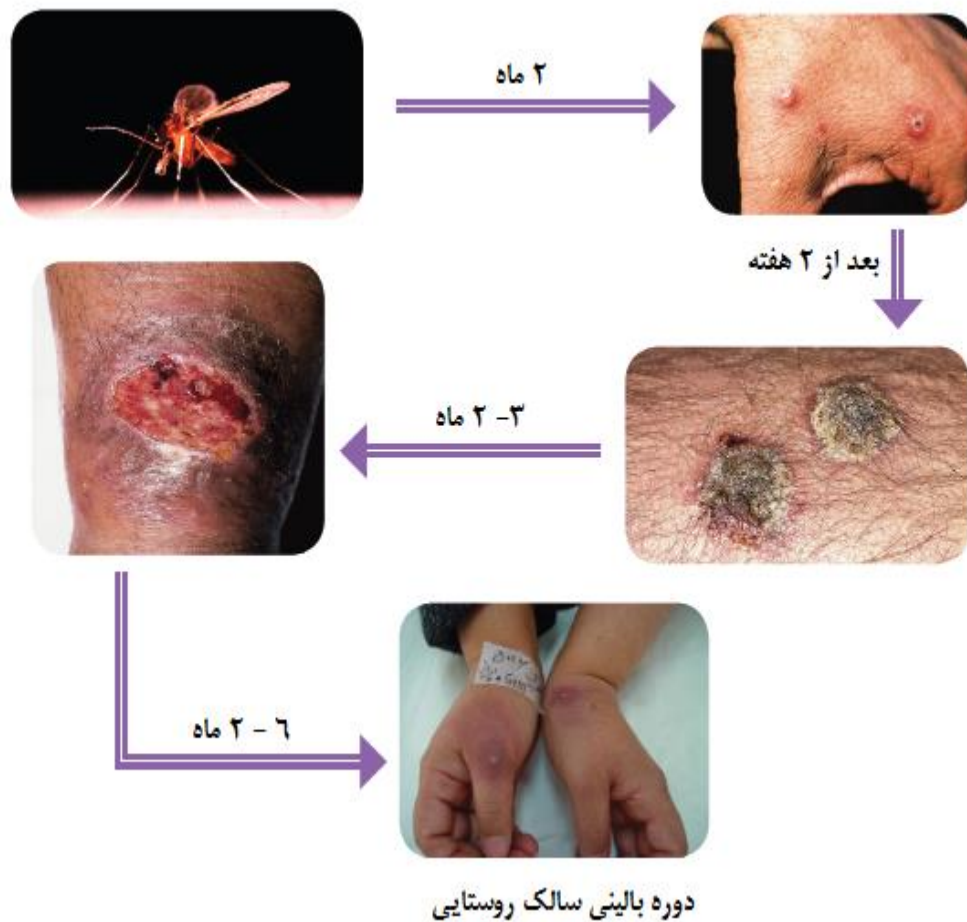 ۲ ماه
بعد از ۲ هفته
۳- ۲ ماه
۶ - ۲ ماه
دوره بالینی سالک روستایی